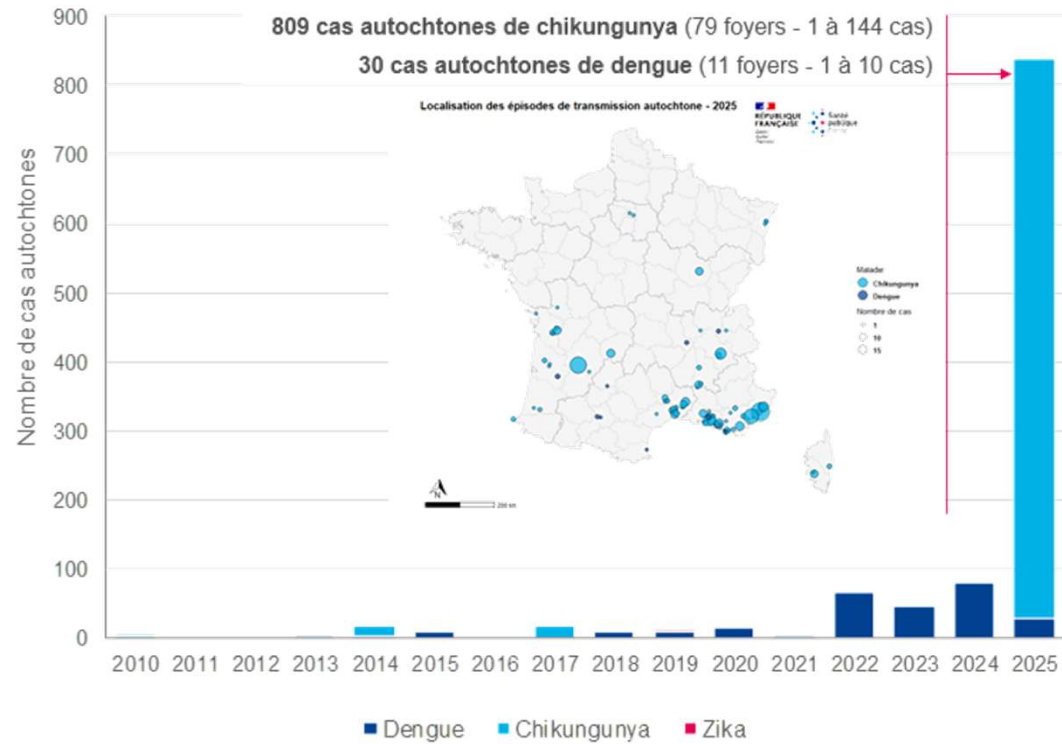 809 cas autochtones de chikungunya (79 foyers - 1 à 144 cas)
30 cas autochtones de dengue (11 foyers - 1 à 10 cas)
Localisation des épisodes de transmission autochtone - 2025
RÉPUBLIQUE
FRANÇAISE
Santé
publique
Maladie
Chikungunya
Dengue
Nombre de cas
1
10
15
N
200 km
Nombre de cas autochtones
900
800
700
600
500
400
300
200
100
0
2010 2011 2012 2013 2014 2015 2016 2017 2018 2019 2020 2021 2022 2023 2024 2025
Dengue Chikungunya Zika